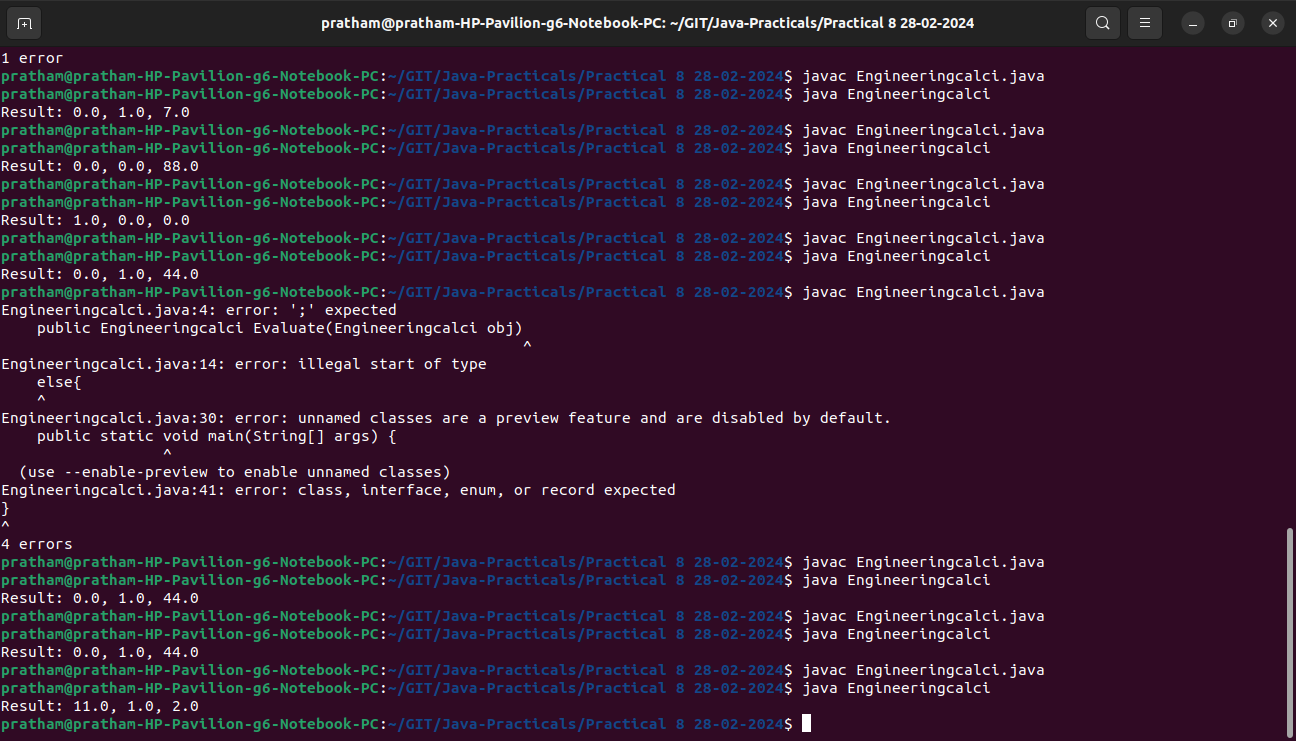 pratham@pratham-HP-Pavilion-g6-Notebook-PC: ~/GIT/Java-Practicals/Practical 8 28-02-2024
1 error
pratham@pratham-HP-Pavilion-g6-Notebook-PC:~/GIT/Java-Practicals/Practical 8 28-02-2024$ javac Engineeringcalci.java
pratham@pratham-HP-Pavilion-g6-Notebook-PC:~/GIT/Java-Practicals/Practical 8 28-02-2024$ java Engineeringcalci
Result: 0.0, 1.0, 7.0
pratham@pratham-HP-Pavilion-g6-Notebook-PC:~/GIT/Java-Practicals/Practical 8 28-02-2024$ javac Engineeringcalci.java
pratham@pratham-HP-Pavilion-g6-Notebook-PC:~/GIT/Java-Practicals/Practical 8 28-02-2024$ java Engineeringcalci
Result: 0.0, 0.0, 88.0
pratham@pratham-HP-Pavilion-g6-Notebook-PC:~/GIT/Java-Practicals/Practical 8 28-02-2024$ javac Engineeringcalci.java
pratham@pratham-HP-Pavilion-g6-Notebook-PC:~/GIT/Java-Practicals/Practical 8 28-02-2024$ java Engineeringcalci
Result: 1.0, 0.0, 0.0
pratham@pratham-HP-Pavilion-g6-Notebook-PC:~/GIT/Java-Practicals/Practical 8 28-02-2024$ javac Engineeringcalci.java
pratham@pratham-HP-Pavilion-g6-Notebook-PC:~/GIT/Java-Practicals/Practical 8 28-02-2024$ java Engineeringcalci
Result: 0.0, 1.0, 44.0
pratham@pratham-HP-Pavilion-g6-Notebook-PC:~/GIT/Java-Practicals/Practical 8 28-02-2024$ javac Engineeringcalci.java
Engineeringcalci.java:4: error: ';' expected
    public Engineeringcalci Evaluate(Engineeringcalci obj)
                                                          ^
Engineeringcalci.java:14: error: illegal start of type
    else{
    ^
Engineeringcalci.java:30: error: unnamed classes are a preview feature and are disabled by default.
    public static void main(String[] args) {
                  ^
  (use --enable-preview to enable unnamed classes)
Engineeringcalci.java:41: error: class, interface, enum, or record expected
}
^
4 errors
pratham@pratham-HP-Pavilion-g6-Notebook-PC:~/GIT/Java-Practicals/Practical 8 28-02-2024$ javac Engineeringcalci.java
pratham@pratham-HP-Pavilion-g6-Notebook-PC:~/GIT/Java-Practicals/Practical 8 28-02-2024$ java Engineeringcalci
Result: 0.0, 1.0, 44.0
pratham@pratham-HP-Pavilion-g6-Notebook-PC:~/GIT/Java-Practicals/Practical 8 28-02-2024$ javac Engineeringcalci.java
pratham@pratham-HP-Pavilion-g6-Notebook-PC:~/GIT/Java-Practicals/Practical 8 28-02-2024$ java Engineeringcalci
Result: 0.0, 1.0, 44.0
pratham@pratham-HP-Pavilion-g6-Notebook-PC:~/GIT/Java-Practicals/Practical 8 28-02-2024$ javac Engineeringcalci.java
pratham@pratham-HP-Pavilion-g6-Notebook-PC:~/GIT/Java-Practicals/Practical 8 28-02-2024$ java Engineeringcalci
Result: 11.0, 1.0, 2.0
pratham@pratham-HP-Pavilion-g6-Notebook-PC:~/GIT/Java-Practicals/Practical 8 28-02-2024$